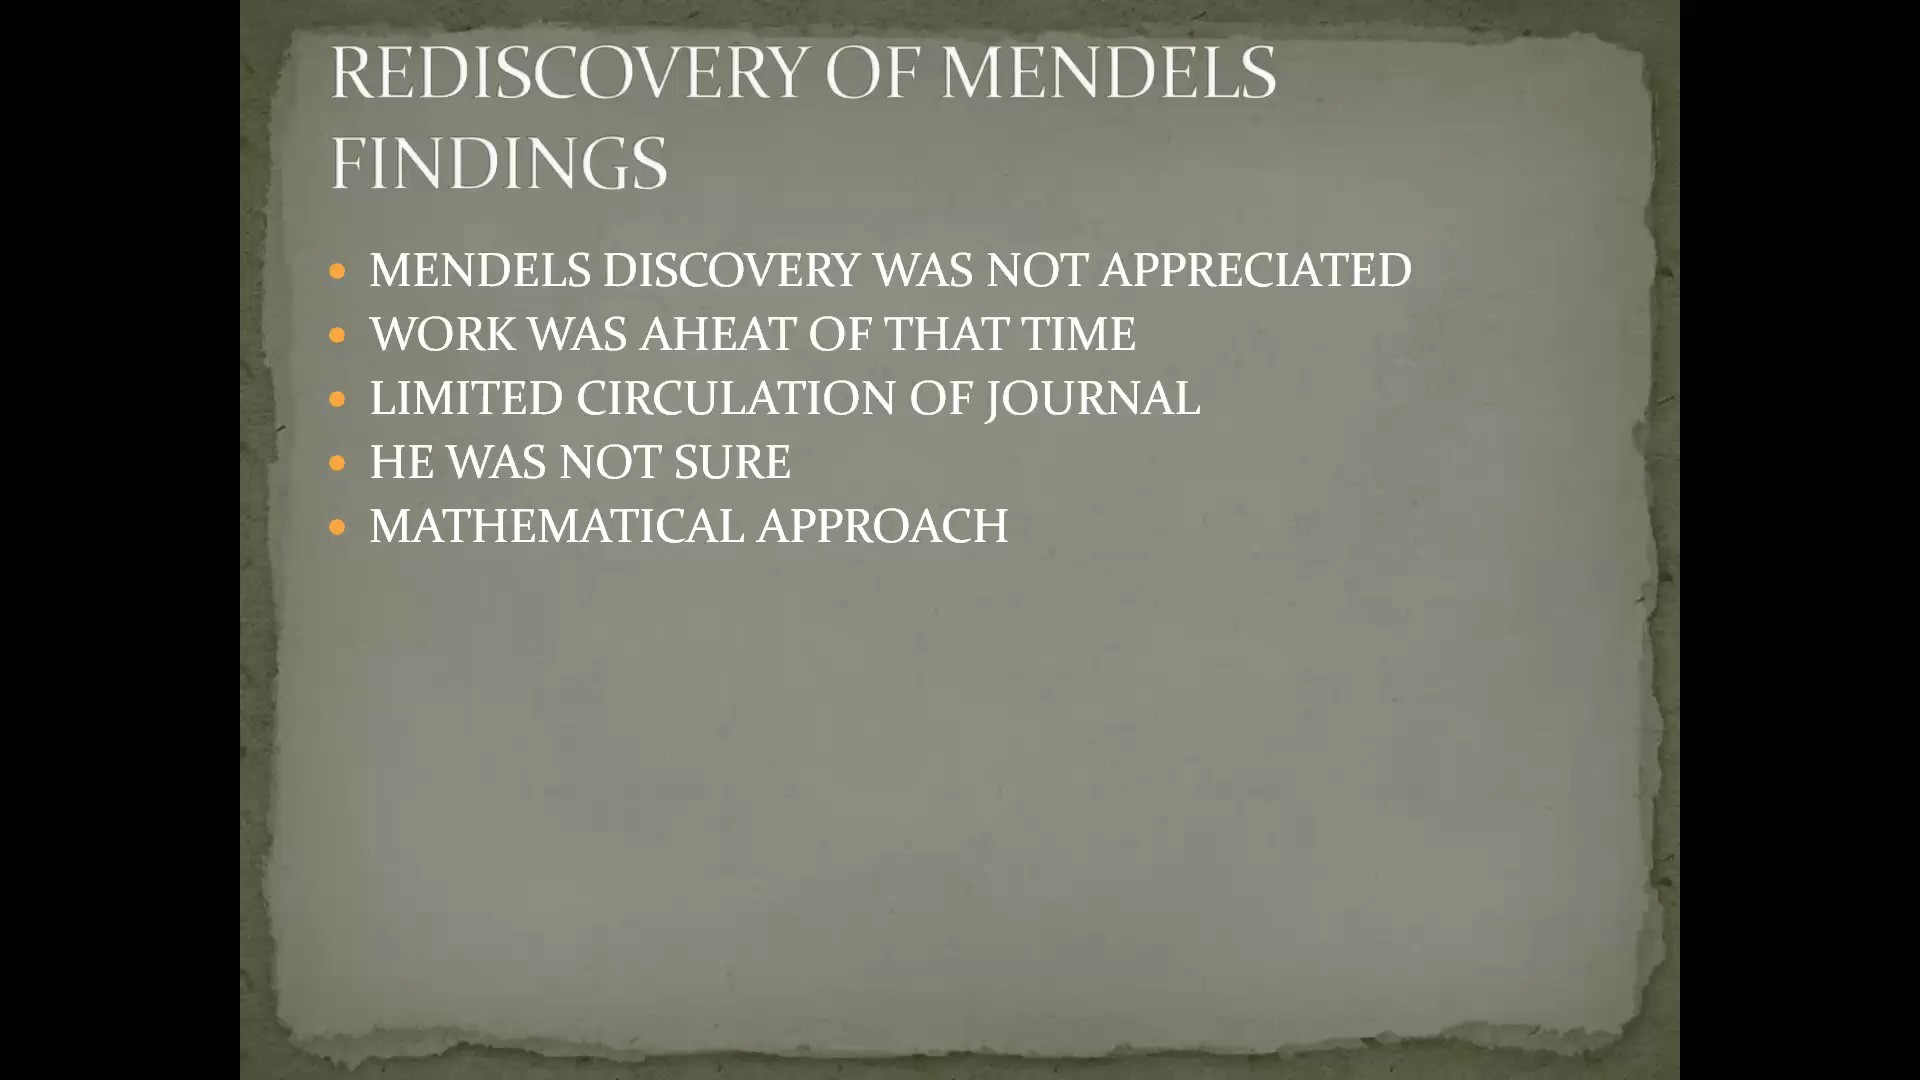 REDISCOVERY OF MENDELS
FINDINGS
• MENDELS DISCOVERY WAS NOT APPRECIATED
• WORK WAS AHEAT OF THAT TIME
• LIMITED CIRCULATION OF JOURNAL
• HE WAS NOT SURE
• MATHEMATICAL APPROACH